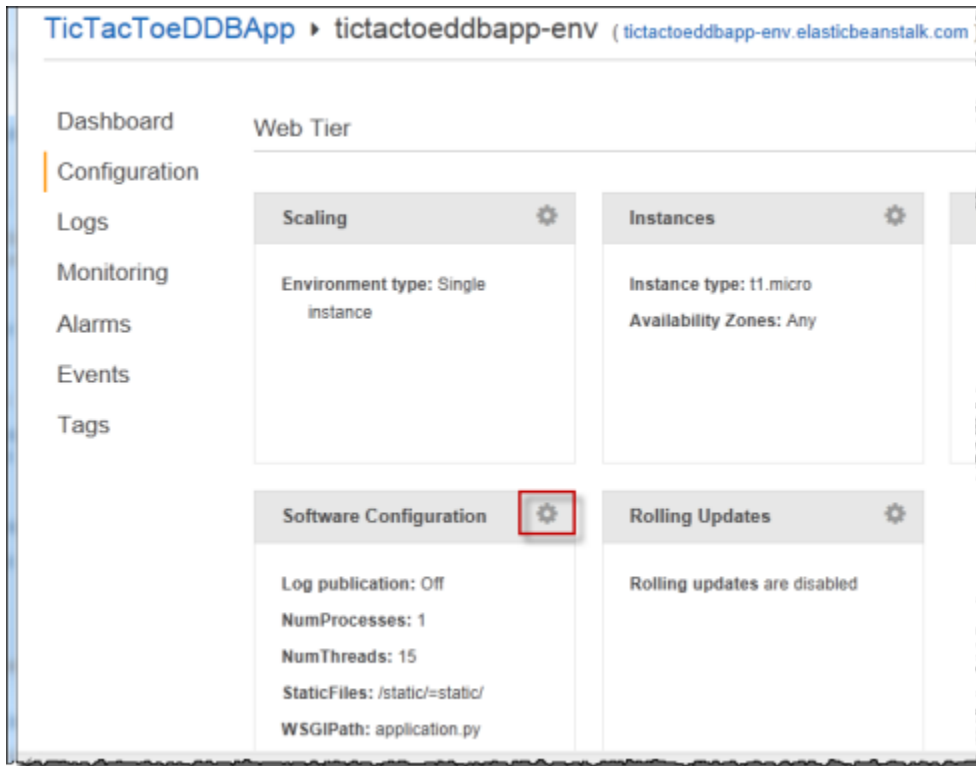 TicTacToeDDBApp ▸ tictactoeddbapp-env ( tictactoeddbapp-env.elasticbeanstalk.com
Dashboard
Configuration
Logs
Monitoring
Alarms
Events
Tags
Web Tier
Scaling
Environment type: Single
instance
Instances
Instance type: t1.micro
Availability Zones: Any
Software Configuration
Log publication: Off
NumProcesses: 1
NumThreads: 15
StaticFiles: /static/=static/
WSGIPath: application.py
Rolling Updates
Rolling updates are disabled